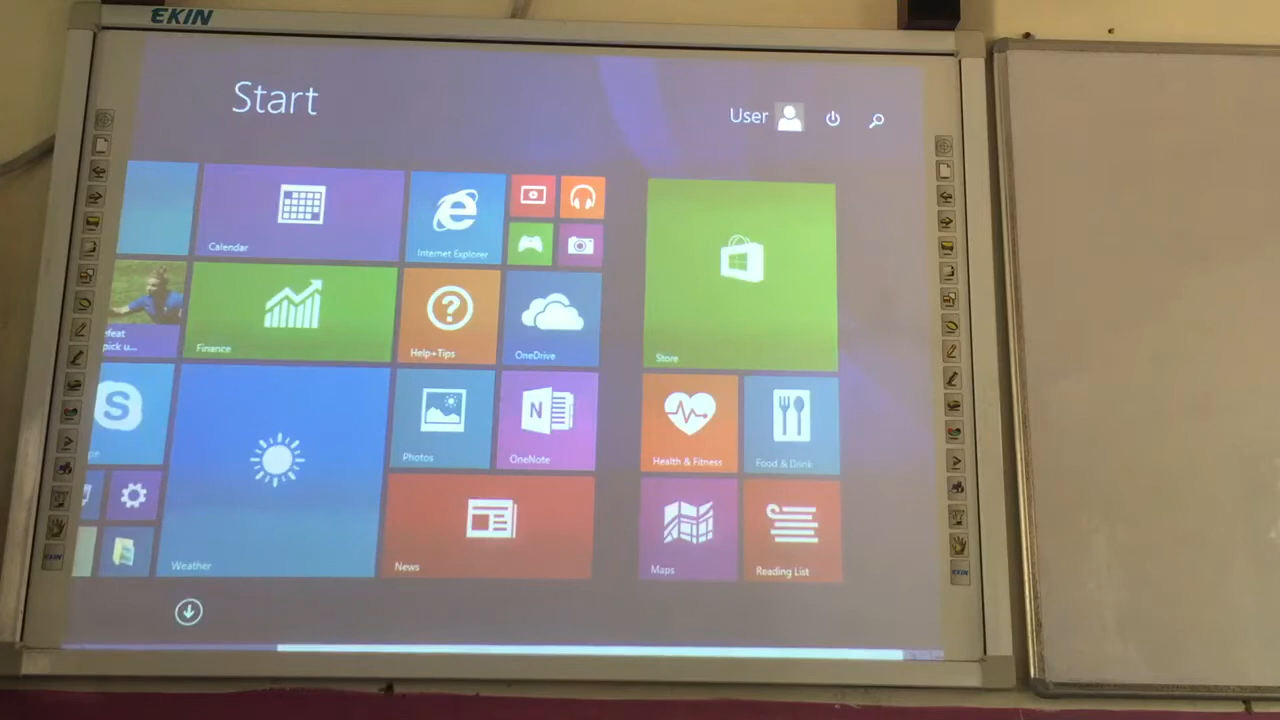 EKIN
Start
User
Calendar
Internet Explorer
Finance
Help+Tips
OneDrive
Store
pick u...
Photos
OneNote
Health & Fitness
Food & Drink
Weather
News
Maps
Reading List
EKIN
EKIN